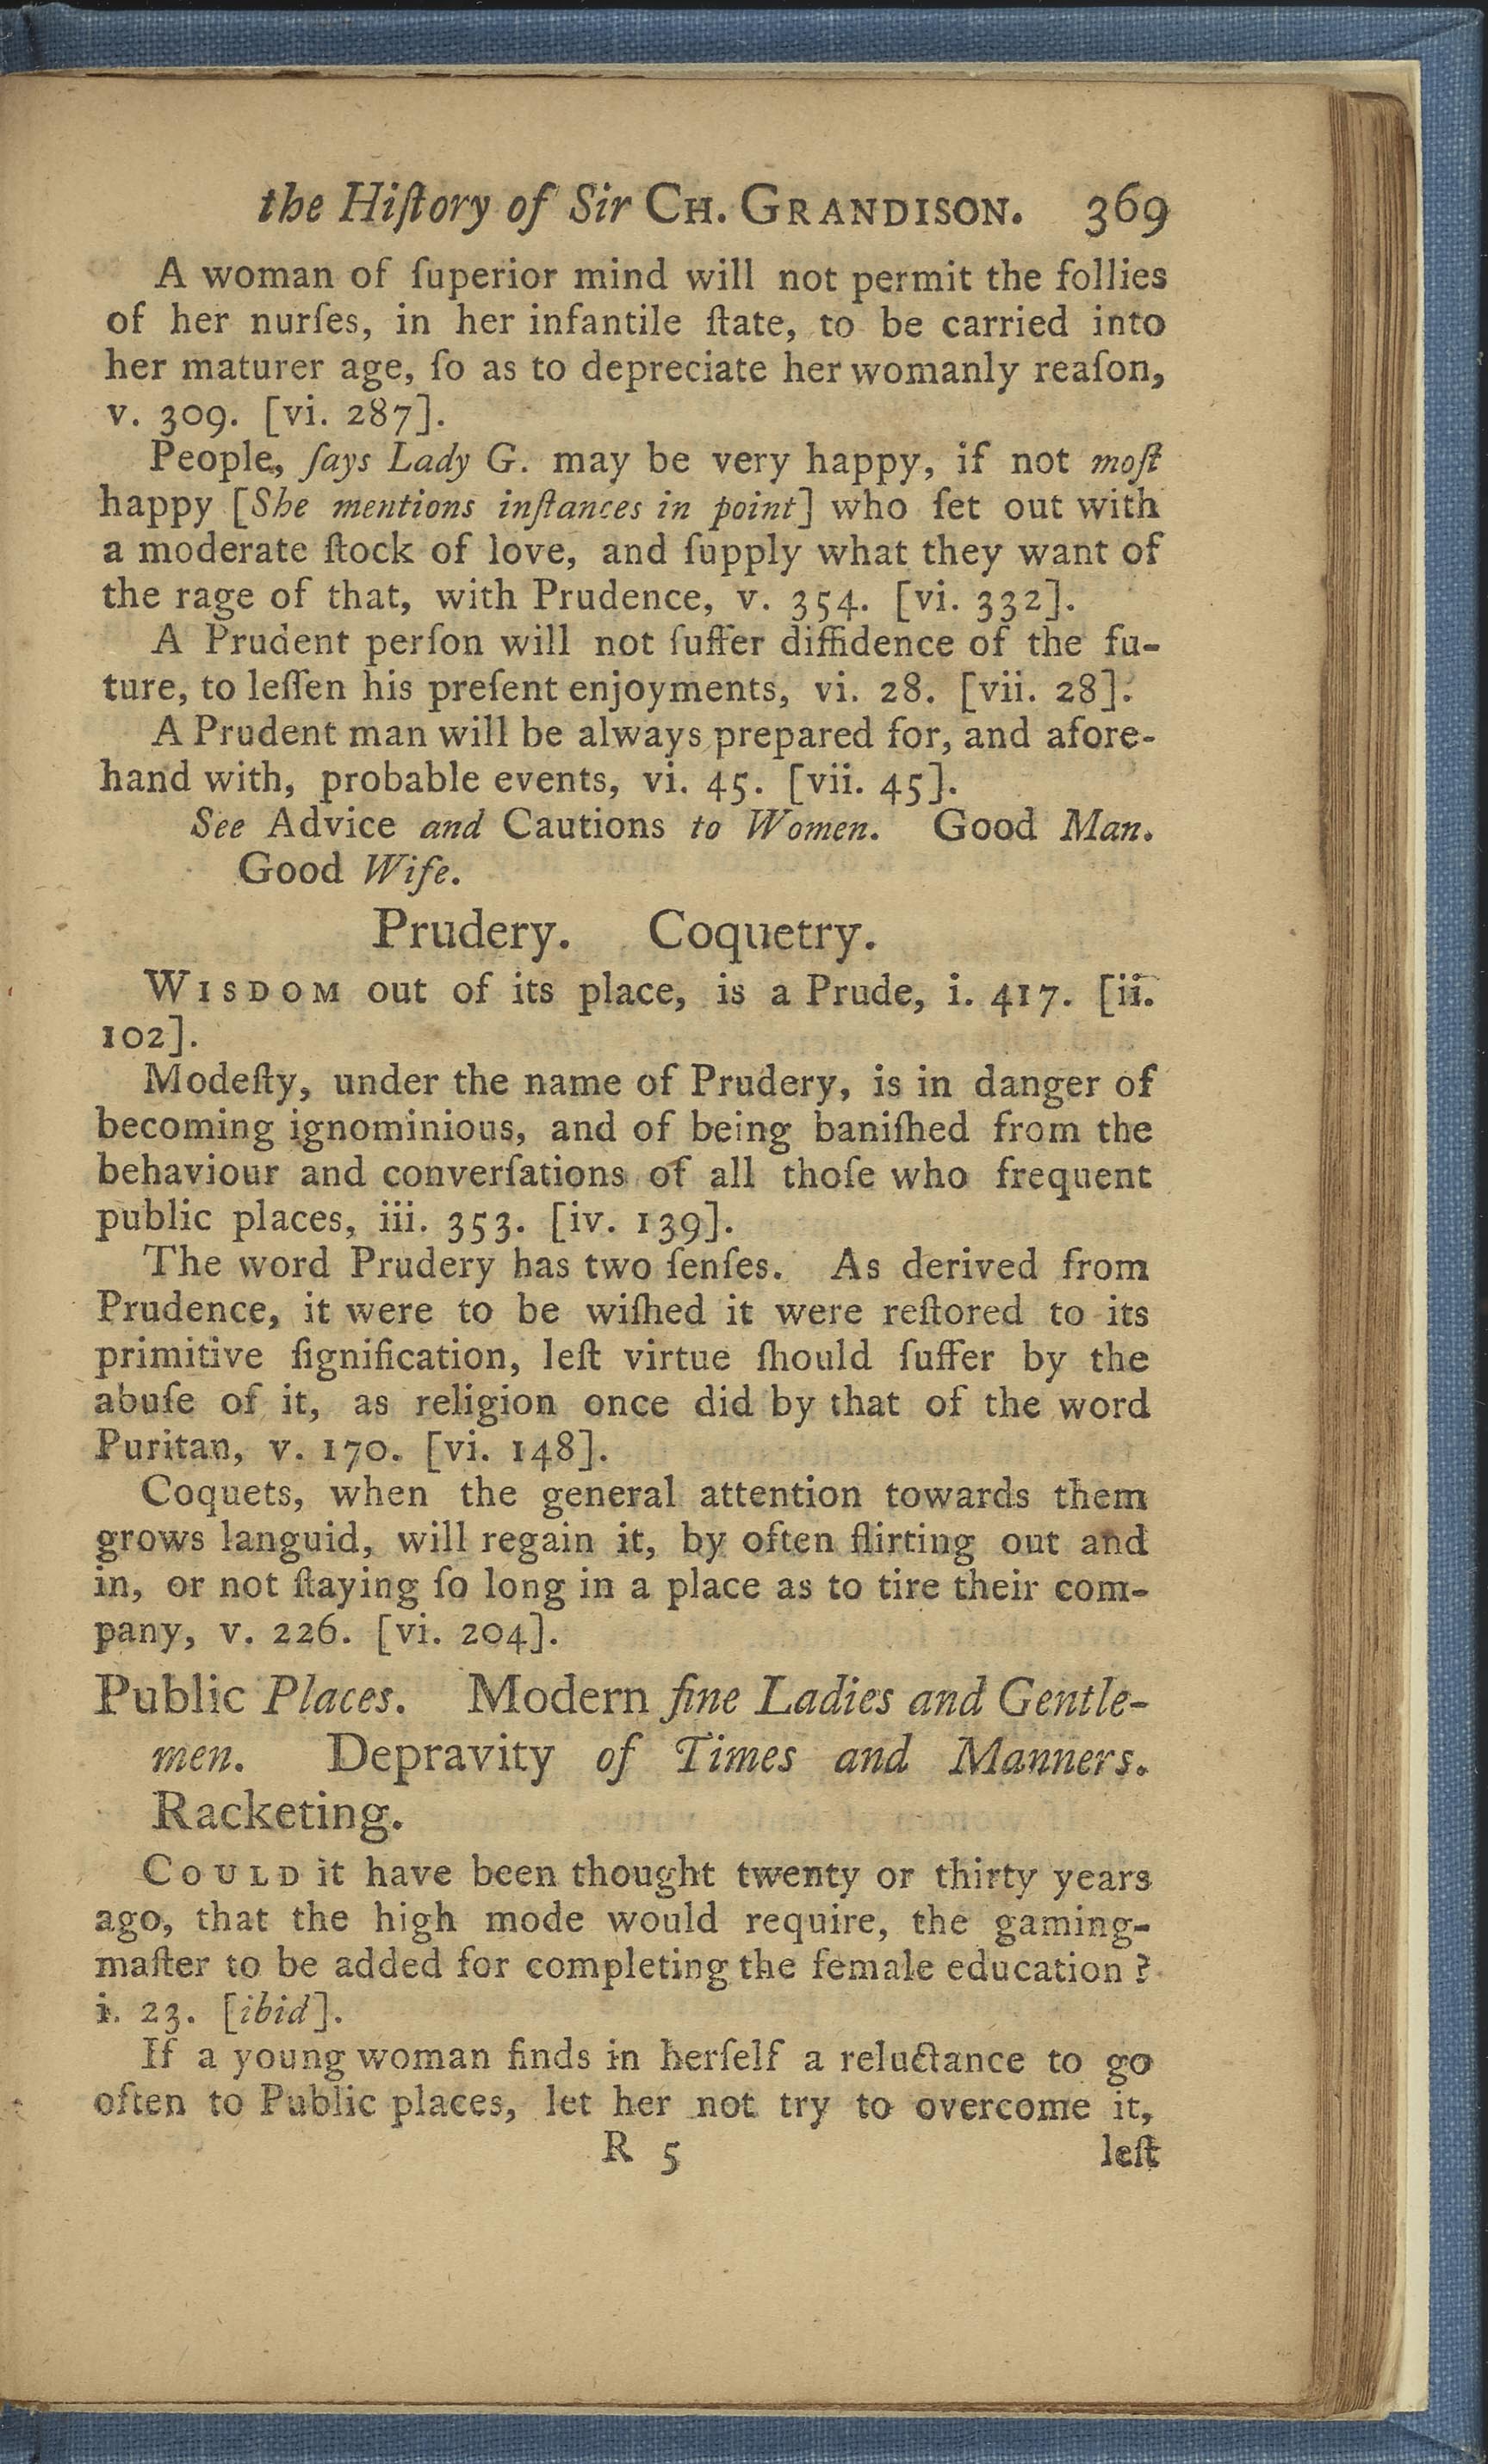 the Hiſtory of Sir CH. GRANDISON. 369
A woman of ſuperior mind will not permit the follies
of her nurſes, in her infantile ſtate, to be carried into
her maturer age, ſo as to depreciate her womanly reaſon,
v. 309. [vi. 287].
People, ſays Lady G. may be very happy, if not moſt
happy [She mentions inſtances in point] who ſet out with
a moderate ſtock of love, and ſupply what they want of
the rage of that, with Prudence, v. 354. [vi. 332].
A Prudent perſon will not ſuffer diffidence of the fu-
ture, to leſſen his preſent enjoyments, vi. 28. [vii. 28].
A Prudent man will be always prepared for, and afore-
hand with, probable events, vi. 45. [vii. 45].
See Advice and Cautions to Women. Good Man.
Good Wife.
Prudery. Coquetry.
WISDOM out of its place, is a Prude, i. 417. [ii.
102].
Modeſty, under the name of Prudery, is in danger of
becoming ignominious, and of being baniſhed from the
behaviour and converſations of all thoſe who frequent
public places, iii. 353. [iv. 139].
The word Prudery has two ſenſes. As derived from
Prudence, it were to be wiſhed it were reſtored to its
primitive ſignification, leſt virtue ſhould ſuffer by the
abuſe of it, as religion once did by that of the word
Puritan, v. 170. [vi. 148].
Coquets, when the general attention towards them
grows languid, will regain it, by often flirting out and
in, or not ſtaying ſo long in a place as to tire their com-
pany, v. 226. [vi. 204].
Public Places. Modern fine Ladies and Gentle-
men. Depravity of Times and Manners.
Racketing.
COULD it have been thought twenty or thirty years
ago, that the high mode would require, the gaming-
maſter to be added for completing the female education?
i. 23. [ibid].
If a young woman finds in herſelf a reluctance to go
often to Public places, let her not try to overcome it,
R 5 leſt